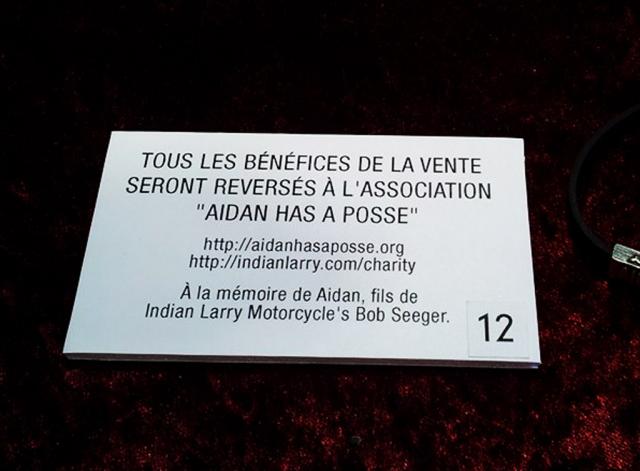 TOUS LES BÉNÉFICES DE LA VENTE
SERONT REVERSÉS À L'ASSOCIATION
"AIDAN HAS A POSSE"
http://aidanhasaposse.org
http://indianlarry.com/charity
À la mémoire de Aidan, fils de
Indian Larry Motorcycle's Bob Seeger.
12